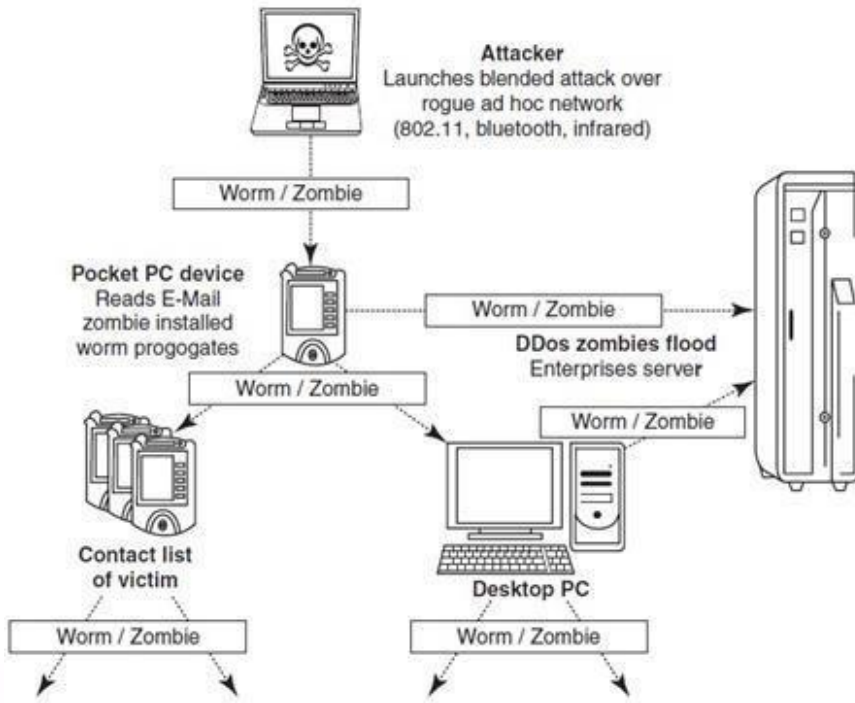 Attacker
Launches blended attack over
rogue ad hoc network
(802.11, bluetooth, infrared)
Worm / Zombie
Pocket PC device
Reads E-Mail
zombie installed
worm progogates
Worm / Zombie
DDos zombies flood
Enterprises server
Worm / Zombie
Worm / Zombie
Contact list
of victim
Desktop PC
Worm / Zombie
Worm / Zombie